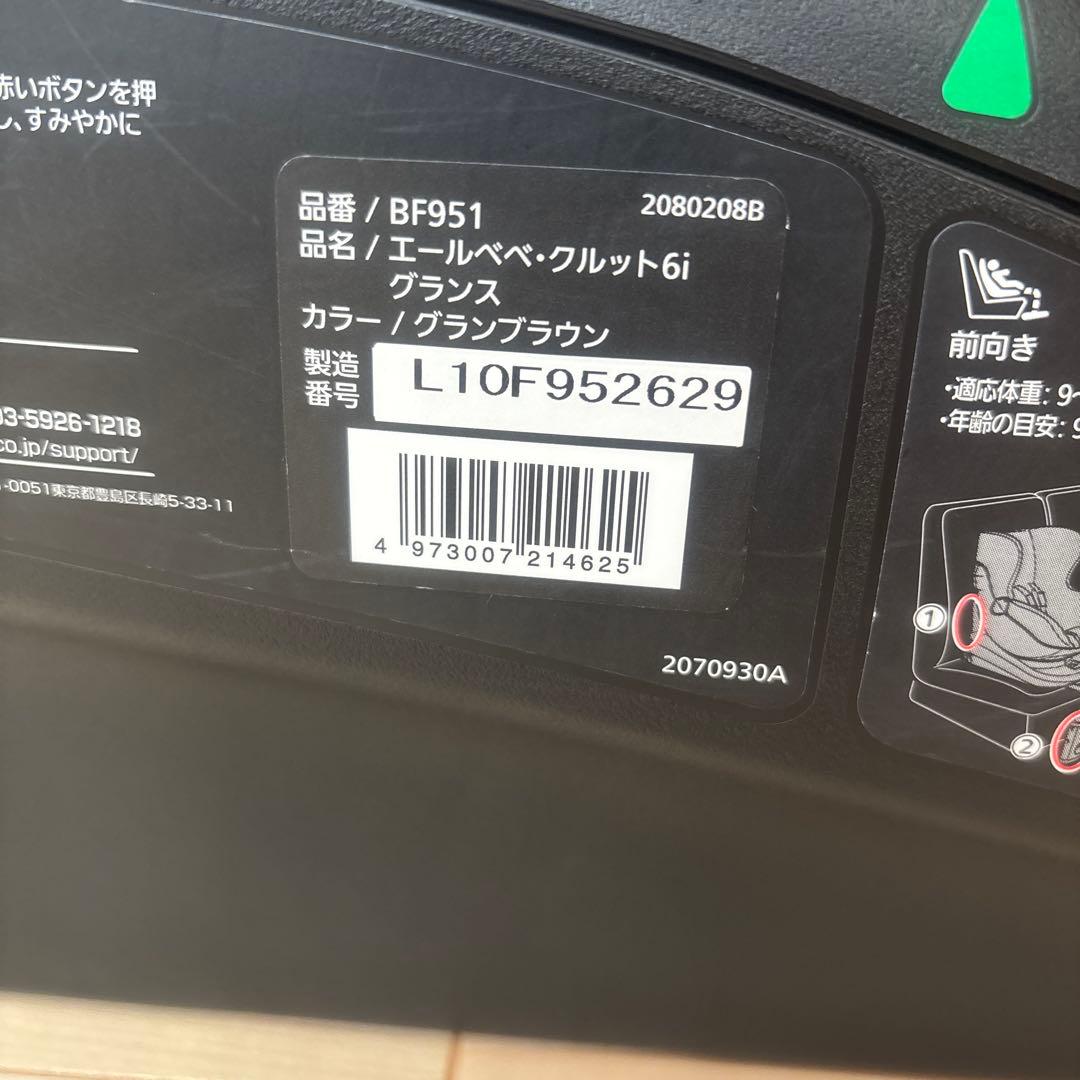 赤いボタンを押
し、すみやかに
03-5926-1218
co.jp/support/
-0051東京都豊島区長崎5-33-11
品番 / BF951
2080208B
品名 / エールベベ・クルット6i
グランス
カラー / グランブラウン
製造
番号
L10F952629
4 973007 214625
2070930A
前向き
・適応体重: 9~
・年齢の目安: 9
①
②